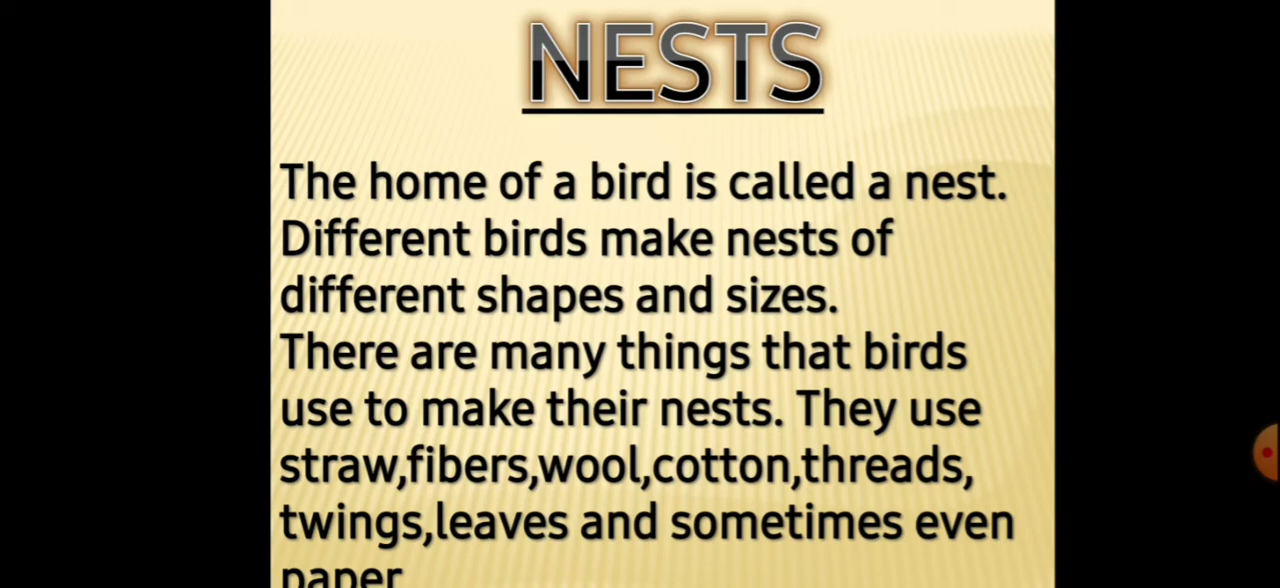 NESTS
The home of a bird is called a nest.
Different birds make nests of
different shapes and sizes.
There are many things that birds
use to make their nests. They use
straw,fibers,wool,cotton,threads,
twings,leaves and sometimes even
paper